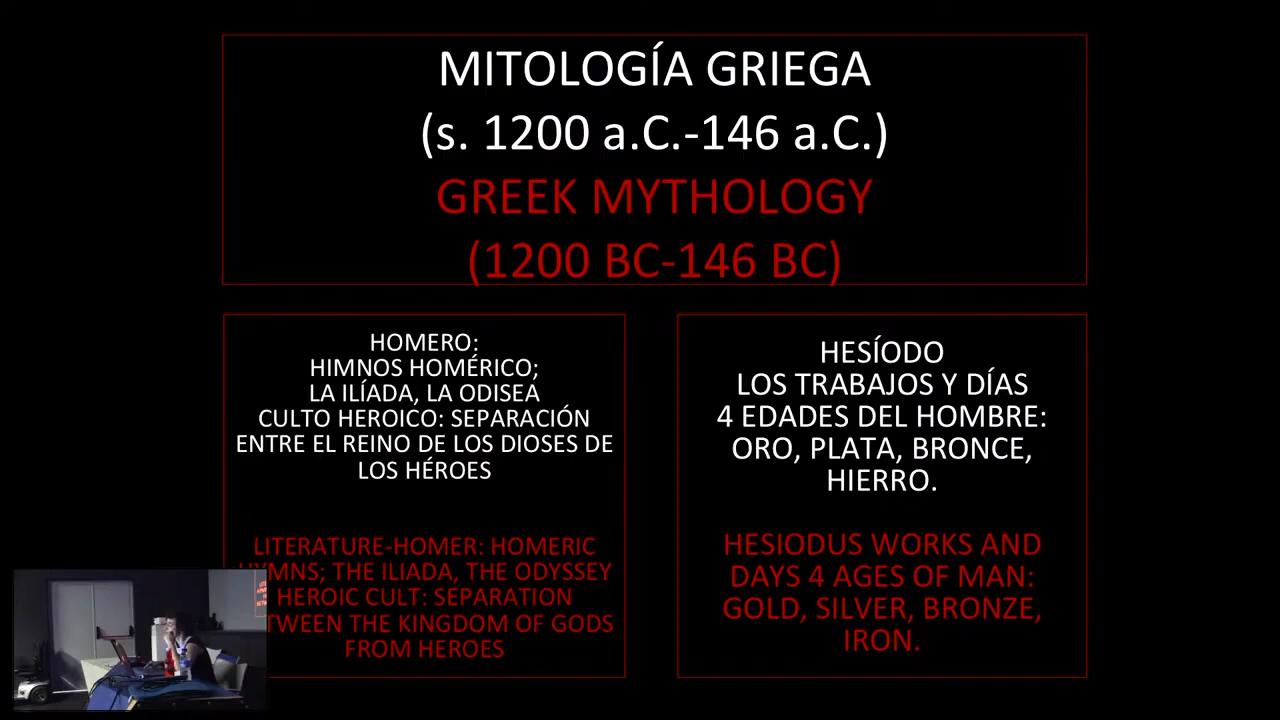 MITOLOGÍA GRIEGA
(s. 1200 a.C.-146 a.C.)
GREEK MYTHOLOGY
(1200 BC-146 BC)
HOMERO:
HIMNOS HOMÉRICO;
LA ILÍADA, LA ODISEA
CULTO HEROICO: SEPARACIÓN
ENTRE EL REINO DE LOS DIOSES DE
LOS HÉROES
LITERATURE-HOMER: HOMERIC
THE ILIADA, THE ODYSSEY
HEROIC CULT: SEPARATION
THE KINGDOM OF GODS
FROM HEROES
HESÍODO
LOS TRABAJOS Y DÍAS
4 EDADES DEL HOMBRE:
ORO, PLATA, BRONCE,
HIERRO.
HESIODUS WORKS AND
DAYS 4 AGES OF MAN:
GOLD, SILVER, BRONZE,
IRON.